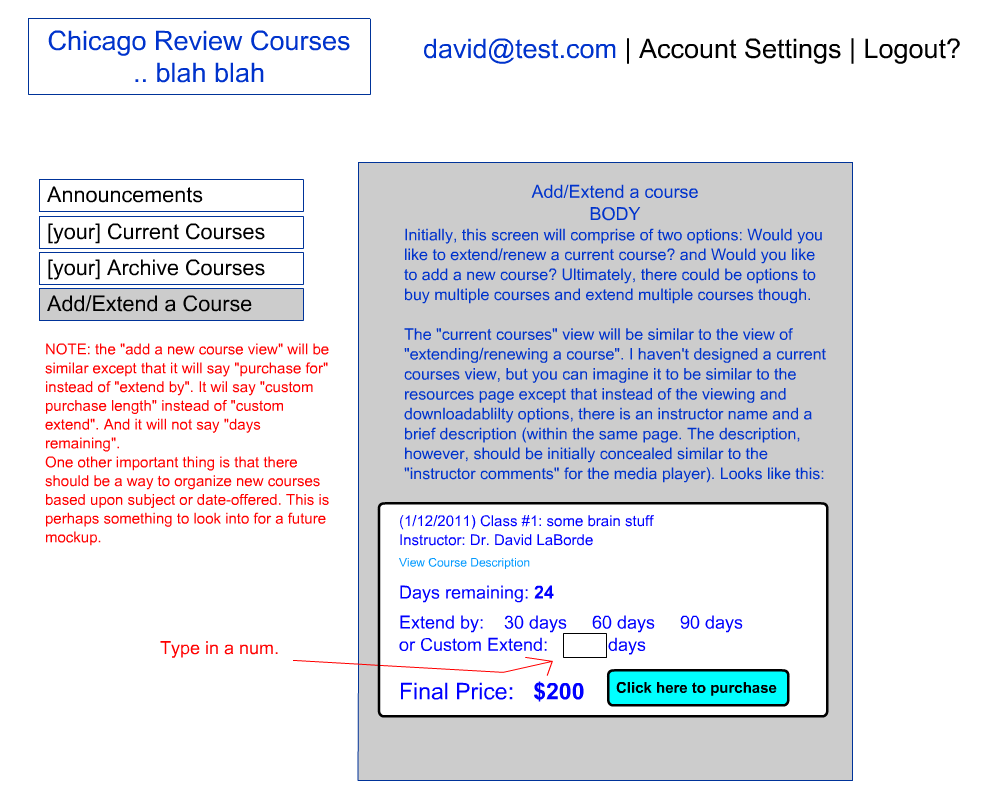 Chicago Review Courses
.. blah blah
david@test.com | Account Settings | Logout?
Announcements
[your] Current Courses
[your] Archive Courses
Add/Extend a Course
NOTE: the "add a new course view" will be
similar except that it will say "purchase for"
instead of "extend by". It wil say "custom
purchase length" instead of "custom
extend". And it will not say "days
remaining".
One other important thing is that there
should be a way to organize new courses
based upon subject or date-offered. This is
perhaps something to look into for a future
mockup.
Type in a num.
Add/Extend a course
BODY
Initially, this screen will comprise of two options: Would you
like to extend/renew a current course? and Would you like
to add a new course? Ultimately, there could be options to
buy multiple courses and extend multiple courses though.
The "current courses" view will be similar to the view of
"extending/renewing a course". I haven't designed a current
courses view, but you can imagine it to be similar to the
resources page except that instead of the viewing and
downloadablilty options, there is an instructor name and a
brief description (within the same page. The description,
however, should be initially concealed similar to the
"instructor comments" for the media player). Looks like this:
(1/12/2011) Class #1: some brain stuff
Instructor: Dr. David LaBorde
View Course Description
Days remaining: 24
Extend by: 30 days 60 days 90 days
or Custom Extend: days
Final Price: $200 Click here to purchase